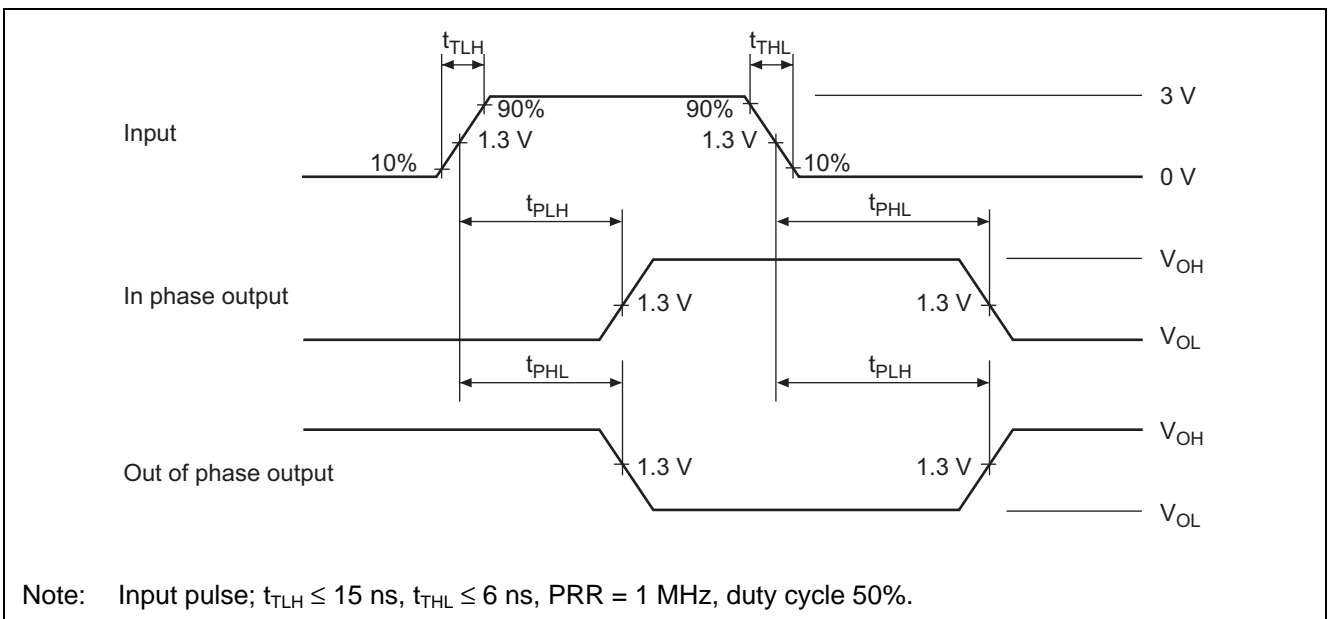 tTLH
tTHL
3 V
90%
90%
Input
1.3 V
1.3 V
10%
10%
0 V
tPLH
tPHL
VOH
In phase output
1.3 V
1.3 V
VOL
tPHL
tPLH
VOH
Out of phase output
1.3 V
1.3 V
VOL
Note: Input pulse; tTLH ≤ 15 ns, tTHL ≤ 6 ns, PRR = 1 MHz, duty cycle 50%.